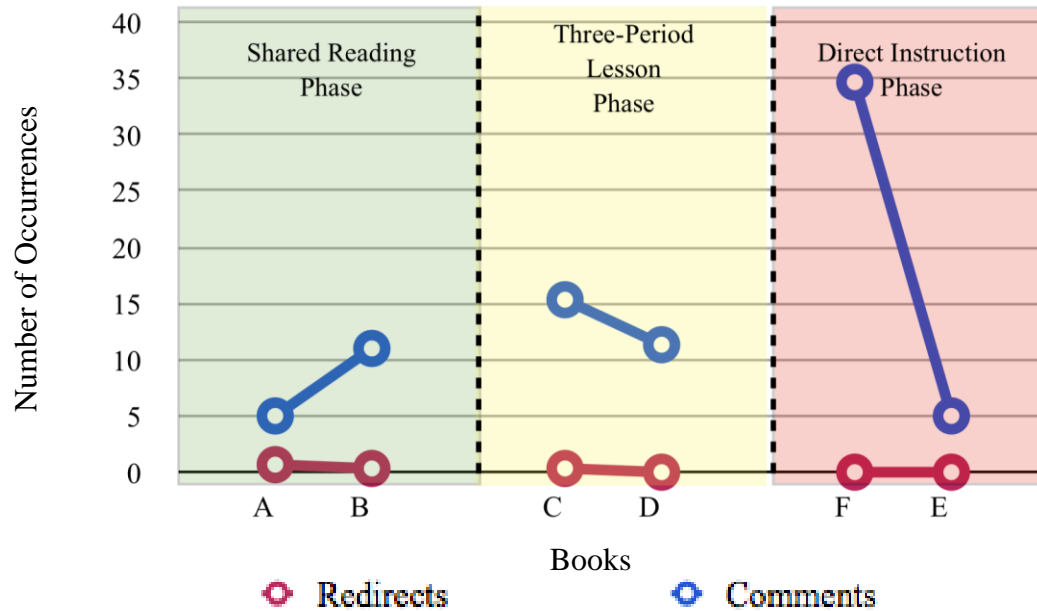 Number of Occurrences
40
35
30
25
20
15
10
5
0
Shared Reading
Phase
Three-Period
Lesson
Phase
Direct Instruction
Phase
A B C D F E
Books
Redirects Comments